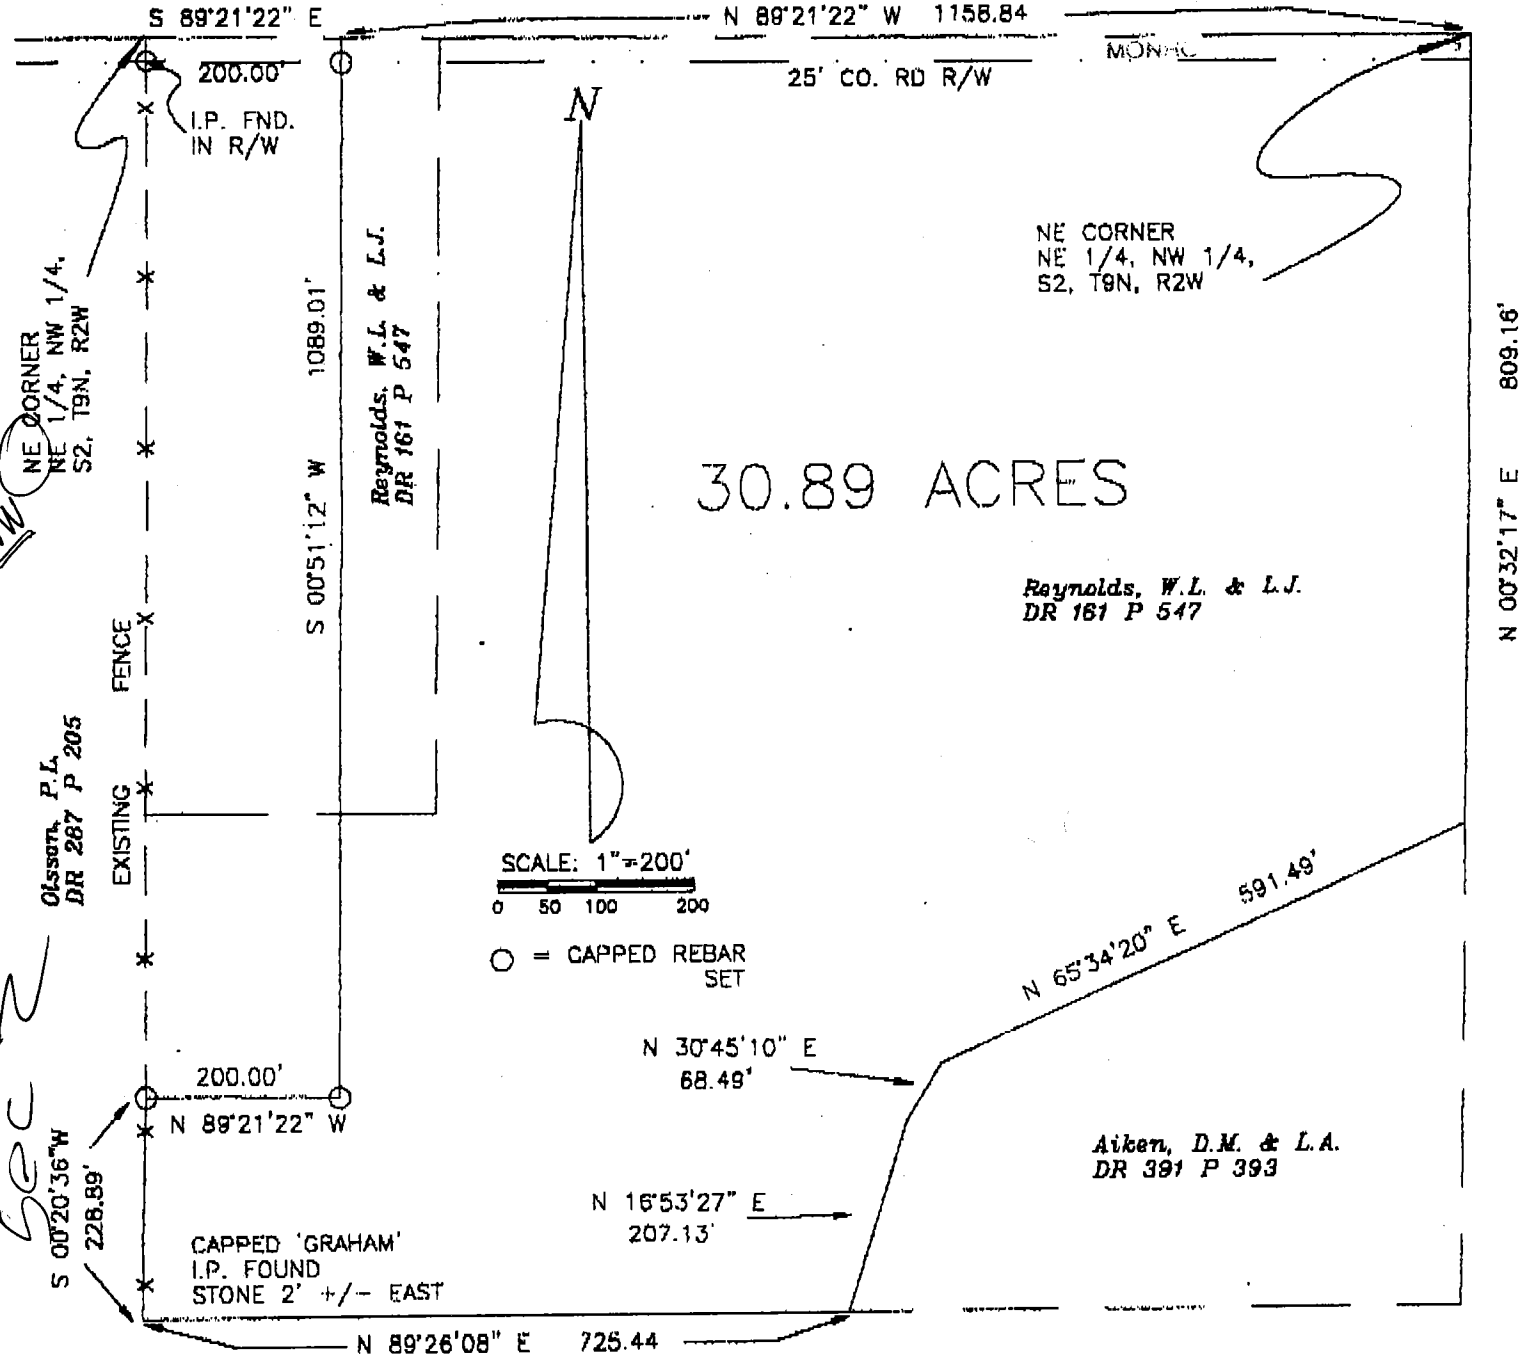 S 89°21'22" E
N 89°21'22" W 1158.84
200.00'
25' CO. RD R/W
I.P. FND.
IN R/W
N
NE CORNER
NE 1/4, NW 1/4,
S2, T9N, R2W
NE CORNER
NE 1/4, NW 1/4,
S2, T9N, R2W
NW
S 00°51'12" W 1089.01'
Reynolds, W.L. & L.J.
DR 161 P 547
30.89 ACRES
809.16'
N 00°32'17" E
Reynolds, W.L. & L.J.
DR 161 P 547
EXISTING FENCE
DR 287 P 205
Sec 2
SCALE: 1"=200'
0 50 100 200
= CAPPED REBAR
SET
591.49'
N 65°34'20" E
N 30°45'10" E
68.49'
200.00'
N 89°21'22" W
S 00°20'36"W
228.89'
N 16°53'27" E
207.13'
Aiken, D.M. & L.A.
DR 391 P 393
CAPPED 'GRAHAM'
I.P. FOUND
STONE 2' +/- EAST
N 89°26'08" E 725.44